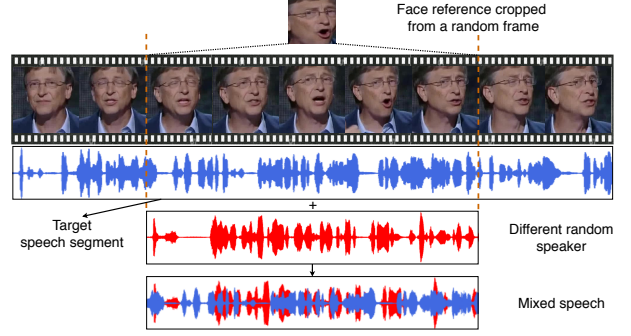 Face reference cropped
from a random frame
+
Target
speech segment
Different random
speaker
Mixed speech